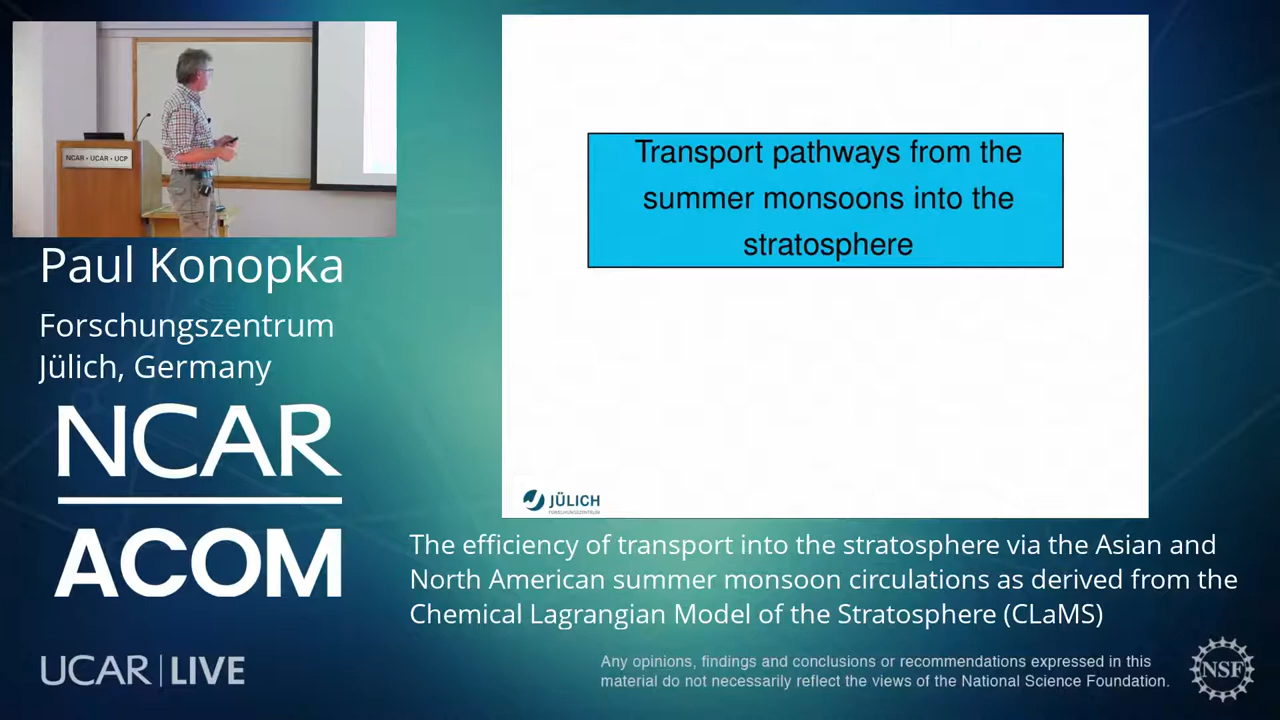 NCAR • UCAR • UCP
Paul Konopka
Forschungszentrum
Jülich, Germany
NCAR
ACOM
UCAR | LIVE
Transport pathways from the
summer monsoons into the
stratosphere
JÜLICH
FORSCHUNGSZENTRUM
The efficiency of transport into the stratosphere via the Asian and
North American summer monsoon circulations as derived from the
Chemical Lagrangian Model of the Stratosphere (CLaMS)
Any opinions, findings and conclusions or recommendations expressed in this
material do not necessarily reflect the views of the National Science Foundation.
NSF